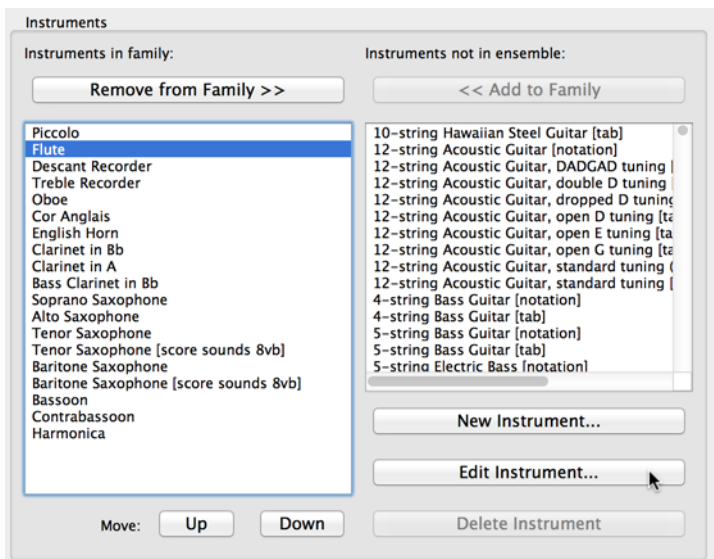 Instruments
Instruments in family:
Remove from Family >>
Piccolo
Flute
Descant Recorder
Treble Recorder
Oboe
Cor Anglais
English Horn
Clarinet in Bb
Clarinet in A
Bass Clarinet in Bb
Soprano Saxophone
Alto Saxophone
Tenor Saxophone
Tenor Saxophone [score sounds 8vb]
Baritone Saxophone
Baritone Saxophone [score sounds 8vb]
Bassoon
Contrabassoon
Harmonica
Move:
Up
Down
Instruments not in ensemble:
<< Add to Family
10-string Hawaiian Steel Guitar [tab]
12-string Acoustic Guitar [notation]
12-string Acoustic Guitar, DADGAD tuning [
12-string Acoustic Guitar, double D tuning [
12-string Acoustic Guitar, dropped D tuning
12-string Acoustic Guitar, open D tuning [ta
12-string Acoustic Guitar, open E tuning [ta
12-string Acoustic Guitar, open G tuning [ta
12-string Acoustic Guitar, standard tuning (
12-string Acoustic Guitar, standard tuning [
4-string Bass Guitar [notation]
4-string Bass Guitar [tab]
5-string Bass Guitar [notation]
5-string Bass Guitar [tab]
5-string Electric Bass [notation]
New Instrument...
Edit Instrument...
Delete Instrument